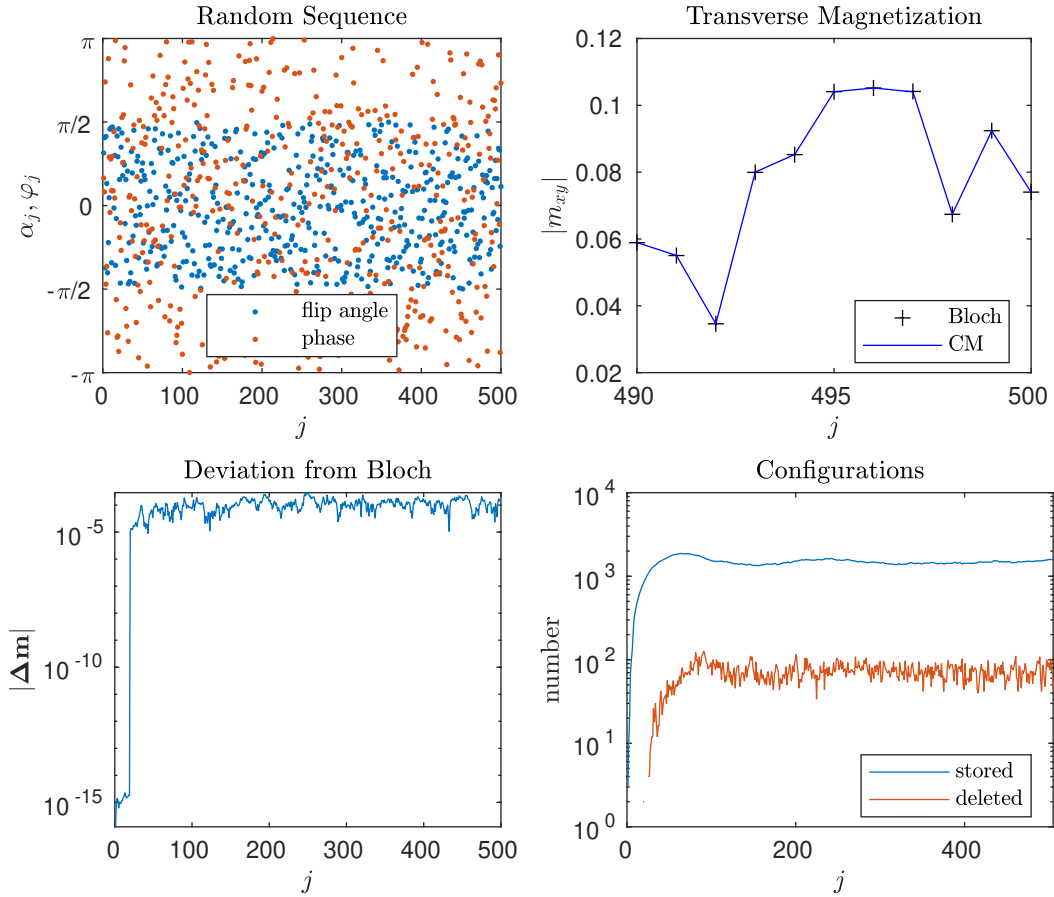 Random Sequence
π
π/2
0
-π/2
-π
α_j, φ_j
flip angle
phase
0 100 200 300 400 500
j
Transverse Magnetization
0.12
0.1
0.08
0.06
0.04
0.02
|m_{xy}|
Bloch
CM
490 495 500
j
Deviation from Bloch
10^{-5}
10^{-10}
10^{-15}
|Δm|
0 100 200 300 400 500
j
Configurations
10^4
10^3
10^2
10^1
10^0
number
stored
deleted
0 200 400
j